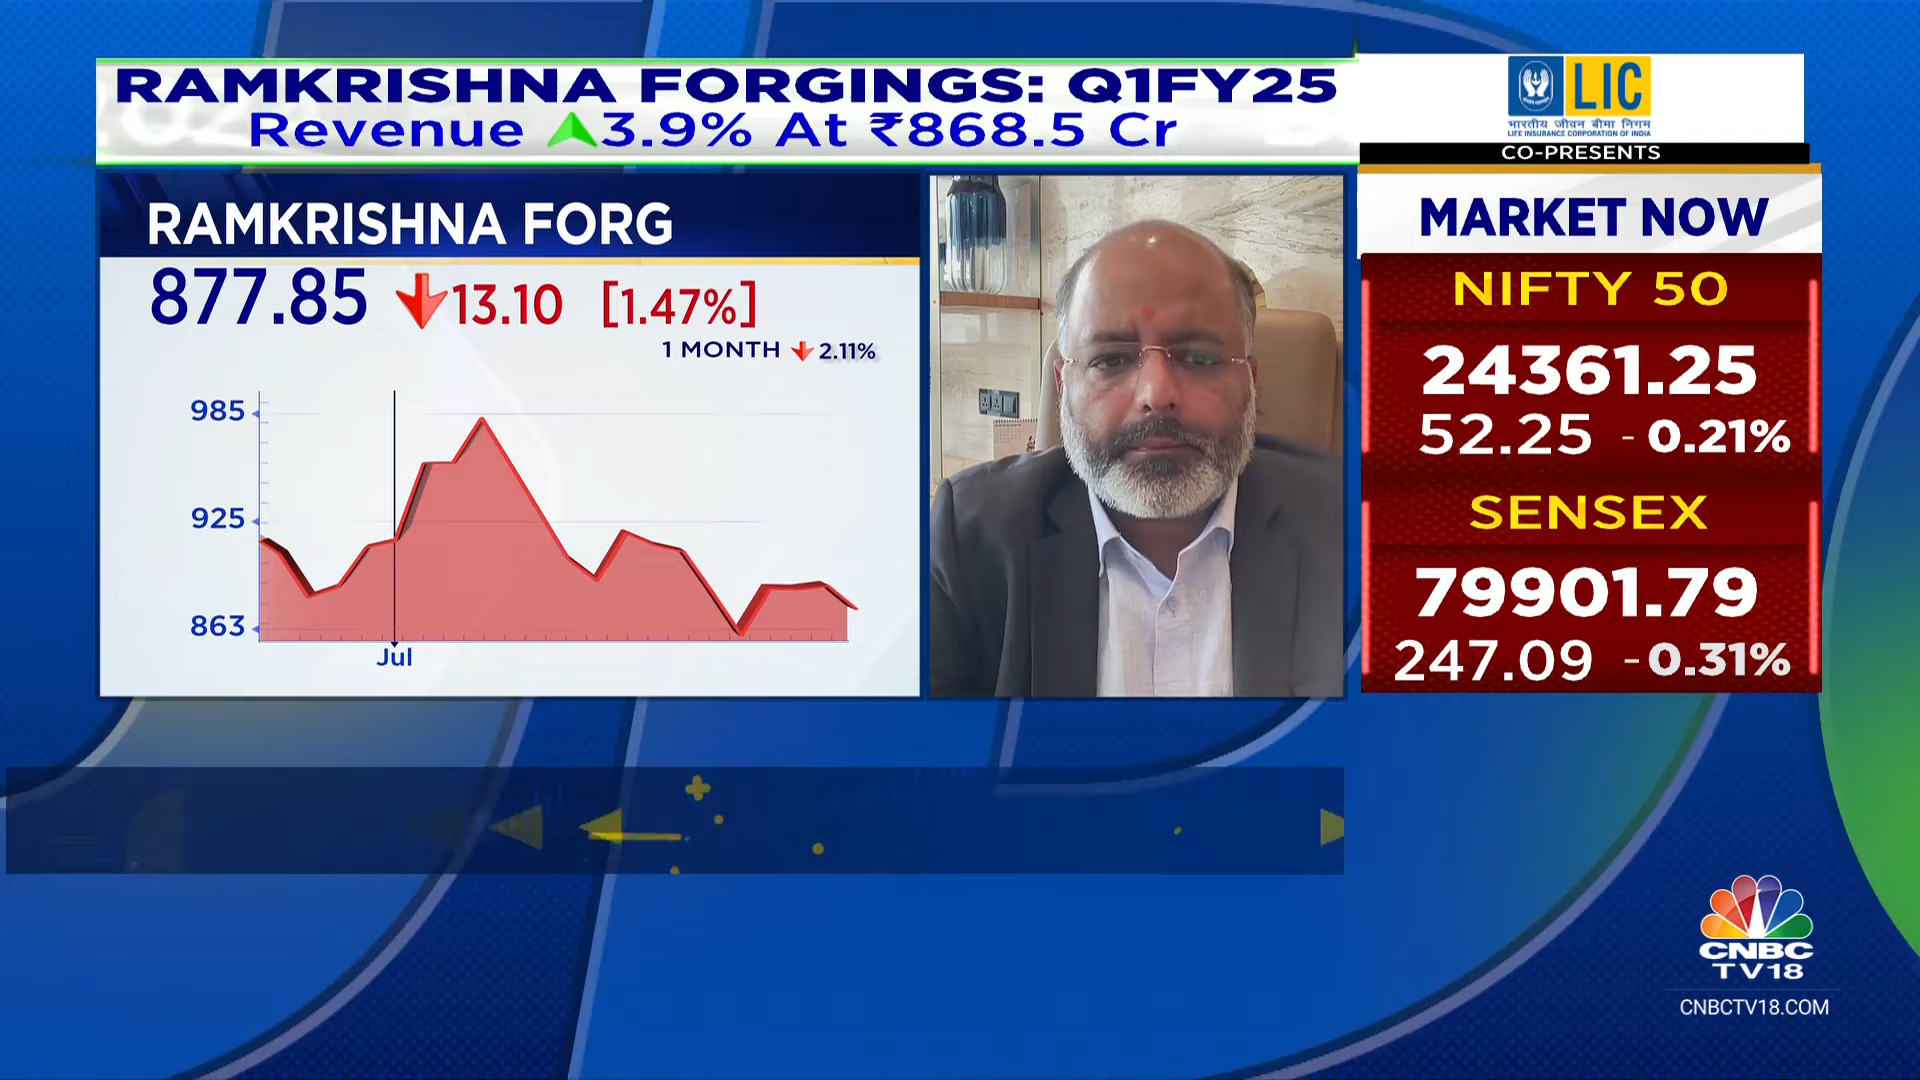 RAMKRISHNA FORGINGS: Q1FY25
Revenue 3.9% At ₹868.5 Cr
LIC
भारतीय जीवन बीमा निगम
LIFE INSURANCE CORPORATION OF INDIA
CO-PRESENTS
RAMKRISHNA FORG
877.85 13.10 [1.47%]
1 MONTH 2.11%
985
925
863
Jul
MARKET NOW
NIFTY 50
24361.25
52.25 - 0.21%
SENSEX
79901.79
247.09 - 0.31%
CNBC
TV18
CNBCTV18.COM